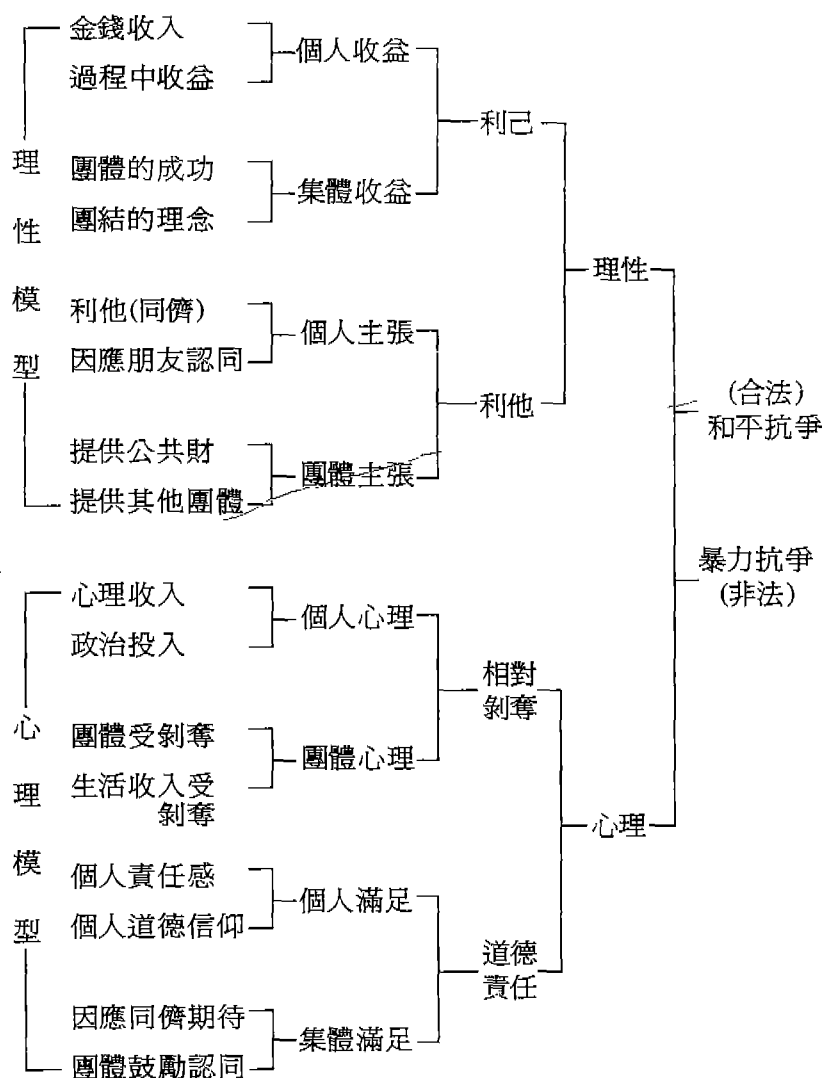 理性模型
金錢收入
過程中收益
個人收益
團體的成功
團結的理念
集體收益
利己
利他(同儕)
因應朋友認同
個人主張
提供公共財
提供其他團體
團體主張
利他
理性
心理模型
心理收入
政治投入
個人心理
團體受剝奪
生活收入受
剝奪
團體心理
相對
剝奪
個人責任感
個人道德信仰
個人滿足
因應同儕期待
團體鼓勵認同
集體滿足
道德
責任
心理
(合法)
和平抗爭
暴力抗爭
(非法)